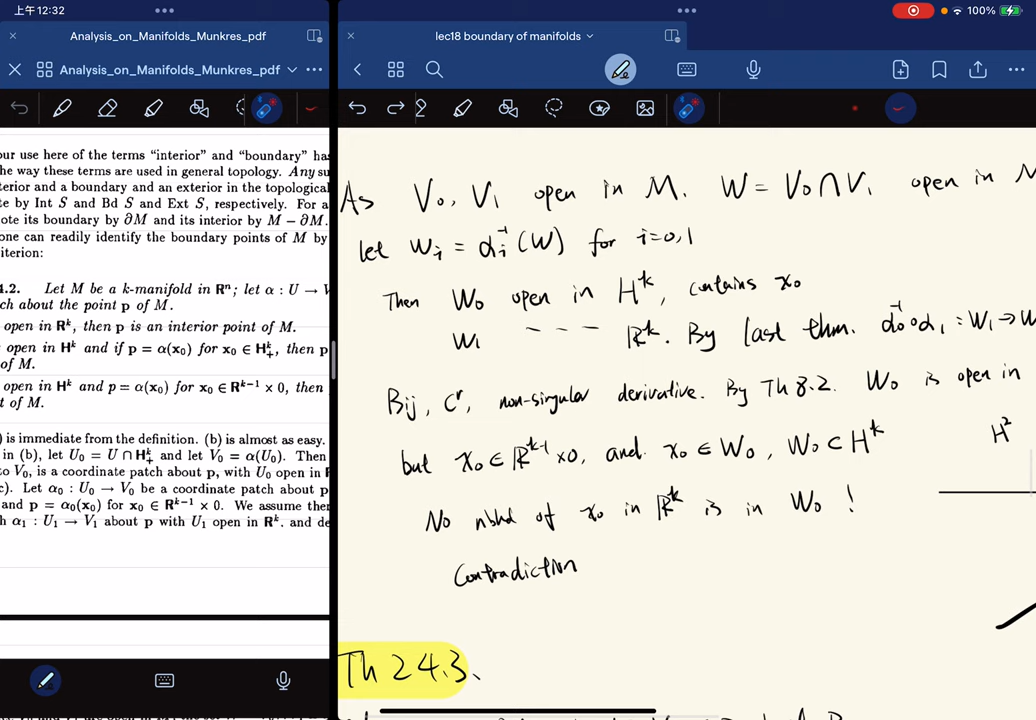 上午12:32
100%
Analysis_on_Manifolds_Munkres_pdf
Analysis_on_Manifolds_Munkres_pdf
our use here of the terms "interior" and "boundary" ha
he way these terms are used in general topology. Any su
terior and a boundary and an exterior in the topological
te by Int S and Bd S and Ext S, respectively. For a
ote its boundary by ∂M and its interior by M − ∂M.
one can readily identify the boundary points of M by
iterion:
4.2. Let M be a k-manifold in Rⁿ; let α : U → V
ch about the point p of M.
open in Rᵏ, then p is an interior point of M.
open in Hᵏ and if p = α(x₀) for x₀ ∈ Hᵏ₊, then p
of M.
open in Hᵏ and p = α(x₀) for x₀ ∈ Rᵏ⁻¹ × 0, then
t of M.
) is immediate from the definition. (b) is almost as easy.
in (b), let U₀ = U ∩ Hᵏ₊ and let V₀ = α(U₀). Then
to V₀, is a coordinate patch about p, with U₀ open in
c). Let α₀ : U₀ → V₀ be a coordinate patch about p
and p = α₀(x₀) for x₀ ∈ Rᵏ⁻¹ × 0. We assume ther
h α₁ : U₁ → V₁ about p with U₁ open in Rᵏ. and de
lec18 boundary of manifolds
As V₀, V₁ open in M. W = V₀ ∩ V₁ open in M
let Wᵢ = αᵢ⁻¹(W) for i=0,1
Then W₀ open in Hᵏ, contains x₀
W₁ - - - - Rᵏ. By last thm. α₀⁻¹∘α₁ : W₁ → W
Bij, Cʳ, non-singular derivative. By Th 8.2. W₀ is open in
but x₀ ∈ Rᵏ⁻¹×0, and x₀ ∈ W₀, W₀ ⊂ Hᵏ
H²
No nbhd of x₀ in Rᵏ is in W₀ !
Contradiction
Th 24.3.